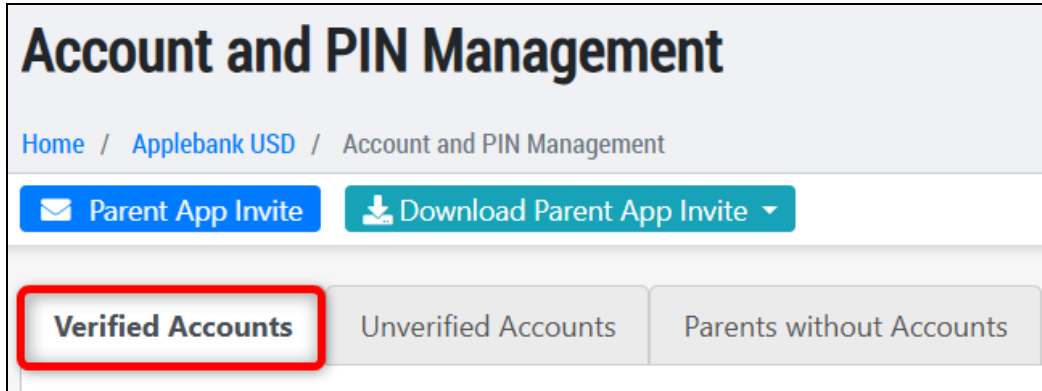 Account and PIN Management
Home / Applebank USD / Account and PIN Management
Parent App Invite Download Parent App Invite
Verified Accounts Unverified Accounts Parents without Accounts